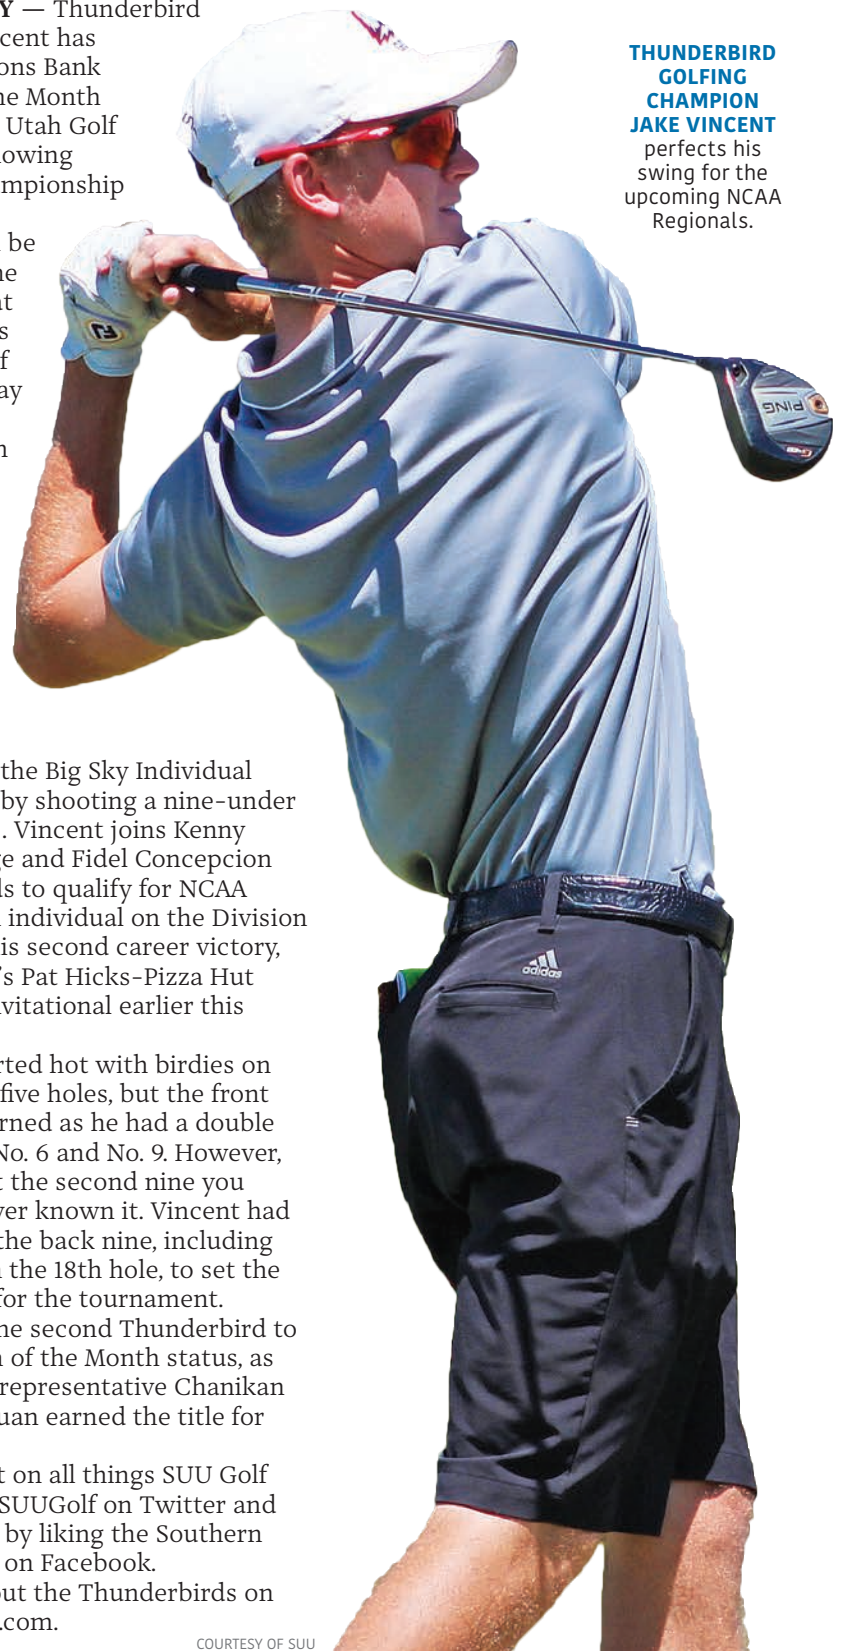 Y — Thunderbird
cent has
ons Bank
he Month
Utah Golf
lowing
mpionship
be
he
nt
s
f
ay
n
THUNDERBIRD
GOLFING
CHAMPION
JAKE VINCENT
perfects his
swing for the
upcoming NCAA
Regionals.
FJ
PING
PING
adidas
the Big Sky Individual
by shooting a nine-under
. Vincent joins Kenny
ge and Fidel Concepcion
ls to qualify for NCAA
individual on the Division
is second career victory,
's Pat Hicks-Pizza Hut
vitational earlier this
rted hot with birdies on
five holes, but the front
rned as he had a double
No. 6 and No. 9. However,
t the second nine you
ver known it. Vincent had
the back nine, including
n the 18th hole, to set the
for the tournament.
he second Thunderbird to
n of the Month status, as
representative Chanikan
uan earned the title for
t on all things SUU Golf
SUUGolf on Twitter and
by liking the Southern
on Facebook.
out the Thunderbirds on
.com.
COURTESY OF SUU